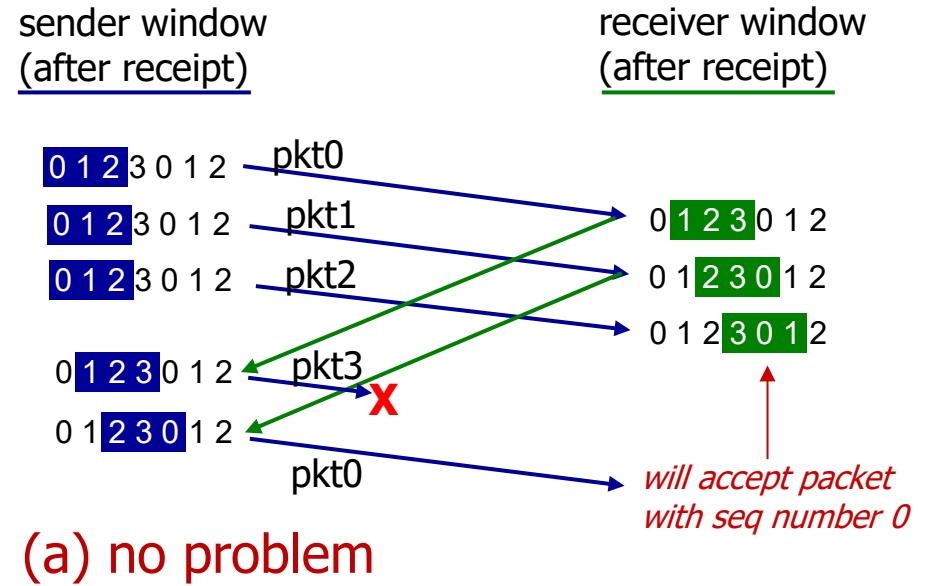 sender window
(after receipt)
receiver window
(after receipt)
0 1 2 3 0 1 2
pkt0
0 1 2 3 0 1 2
pkt1
0 1 2 3 0 1 2
0 1 2 3 0 1 2
pkt2
0 1 2 3 0 1 2
0 1 2 3 0 1 2
0 1 2 3 0 1 2
pkt3
X
0 1 2 3 0 1 2
pkt0
will accept packet
with seq number 0
(a) no problem